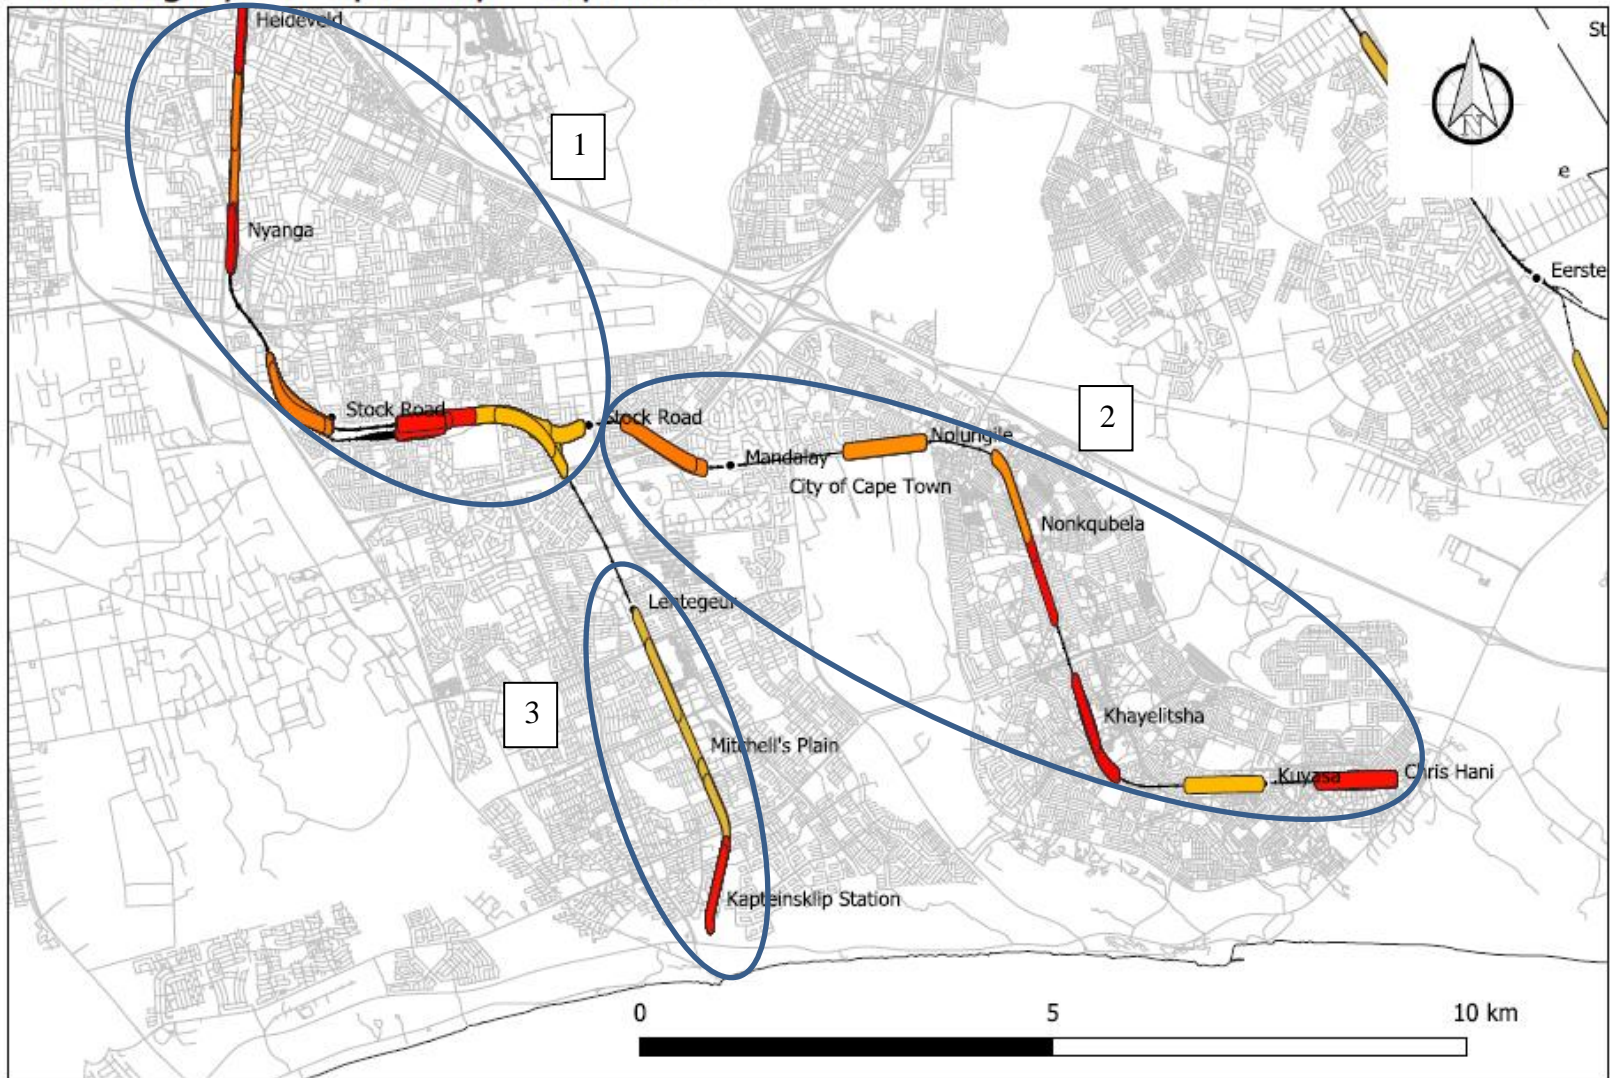 Heideveld
St
1
N
e
Nyanga
Eerste
Stock Road
Stock Road
2
Nolungile
Mandalay
City of Cape Town
Nonkqubela
Lentegeur
3
Khayelitsha
Mitchell's Plain
Kuyasa
Chris Hani
Kapteinsklip Station
0 5 10 km